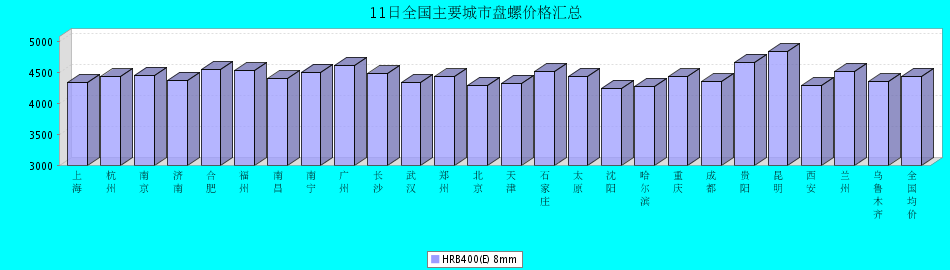 11日全国主要城市盘螺价格汇总
5000
4500
4000
3500
3000
上海
杭州
南京
济南
合肥
福州
南昌
南宁
广州
长沙
武汉
郑州
北京
天津
石家庄
太原
沈阳
哈尔滨
重庆
成都
贵阳
昆明
西安
兰州
乌鲁木齐
全国均价
HRB400(E) 8mm